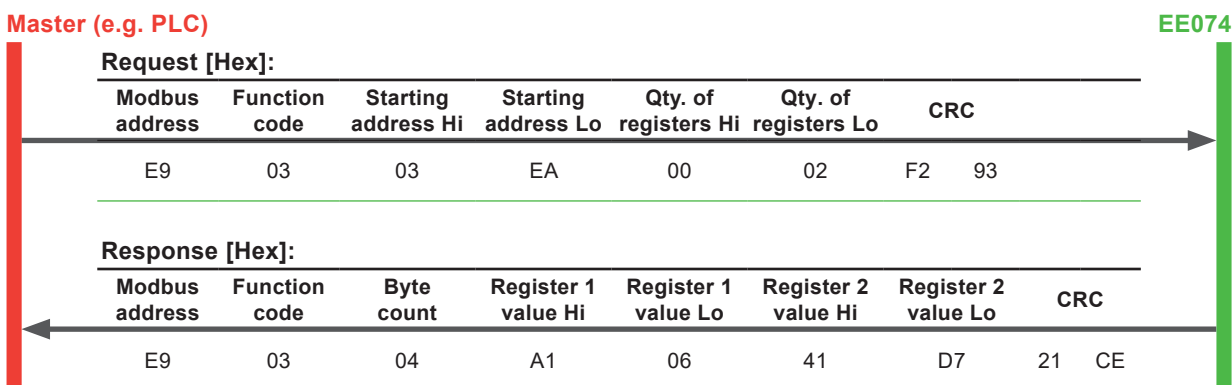 Master (e.g. PLC) EE074
Request [Hex]:
Modbus address Function code Starting address Hi Starting address Lo Qty. of registers Hi Qty. of registers Lo CRC
E9 03 03 EA 00 02 F2 93
Response [Hex]:
Modbus address Function code Byte count Register 1 value Hi Register 1 value Lo Register 2 value Hi Register 2 value Lo CRC
E9 03 04 A1 06 41 D7 21 CE